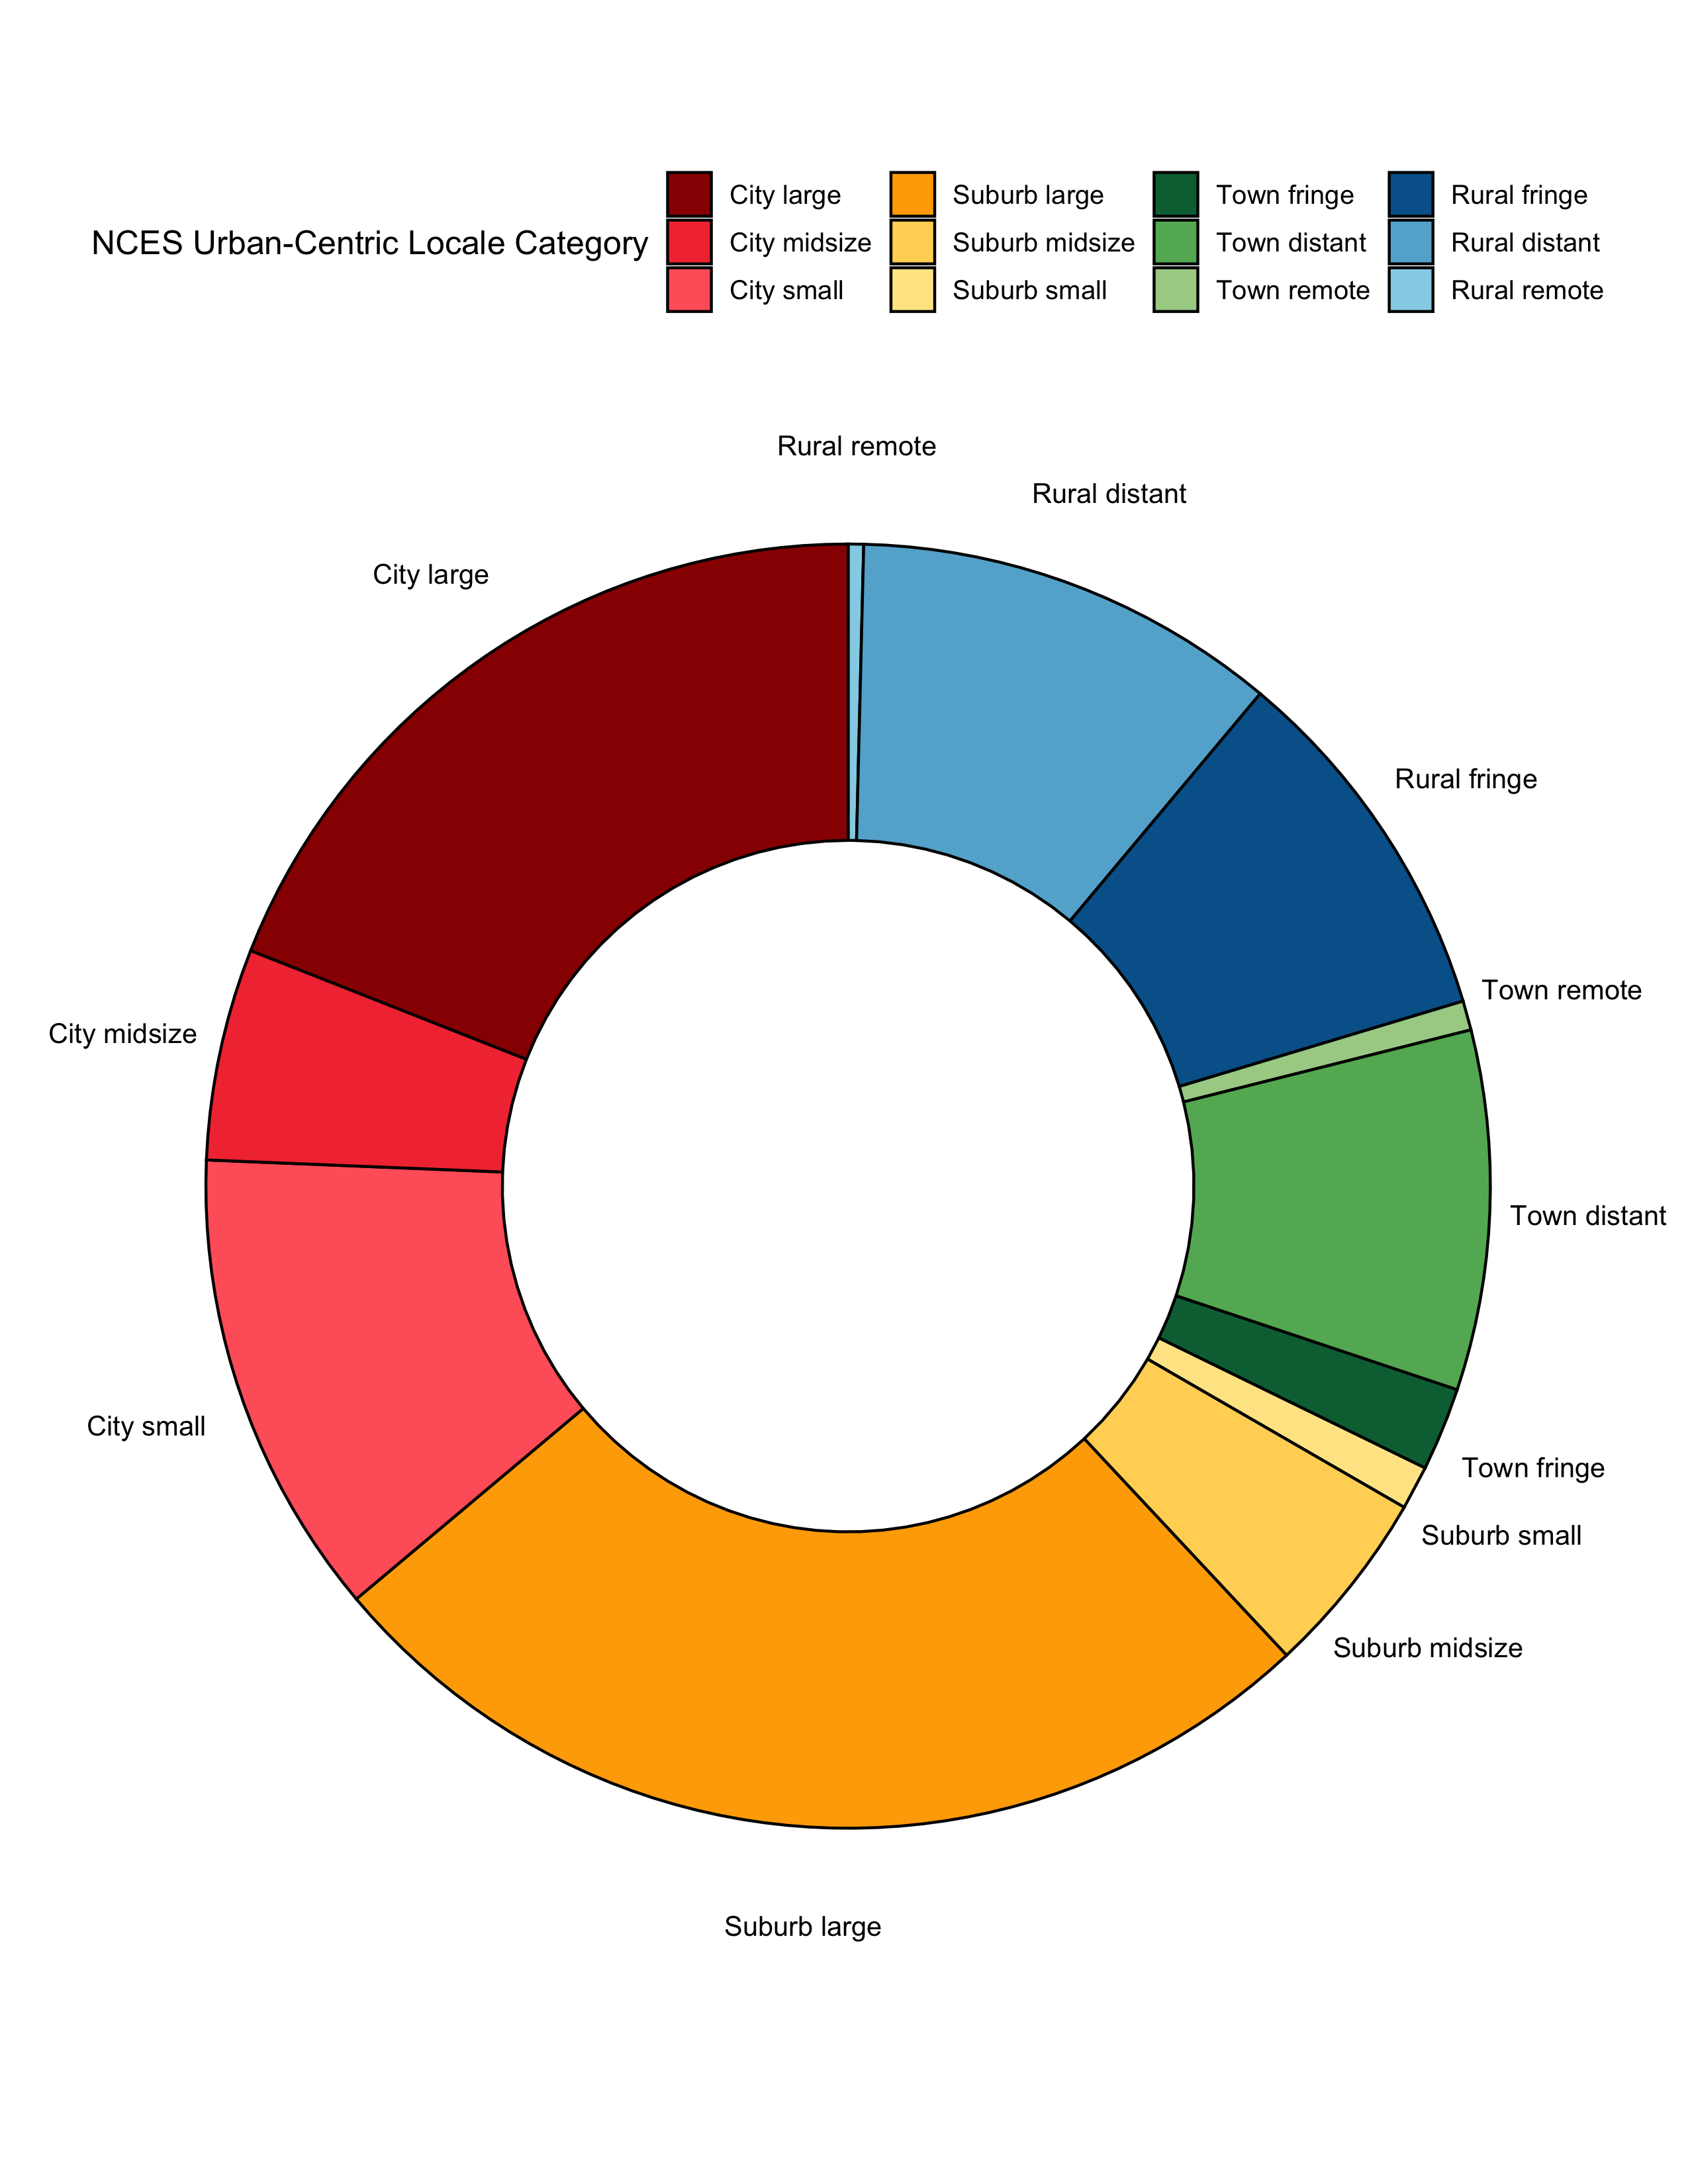 NCES Urban-Centric Locale Category
City large
City midsize
City small
Suburb large
Suburb midsize
Suburb small
Town fringe
Town distant
Town remote
Rural fringe
Rural distant
Rural remote
Rural remote
Rural distant
City large
Rural fringe
Town remote
City midsize
Town distant
City small
Town fringe
Suburb small
Suburb midsize
Suburb large